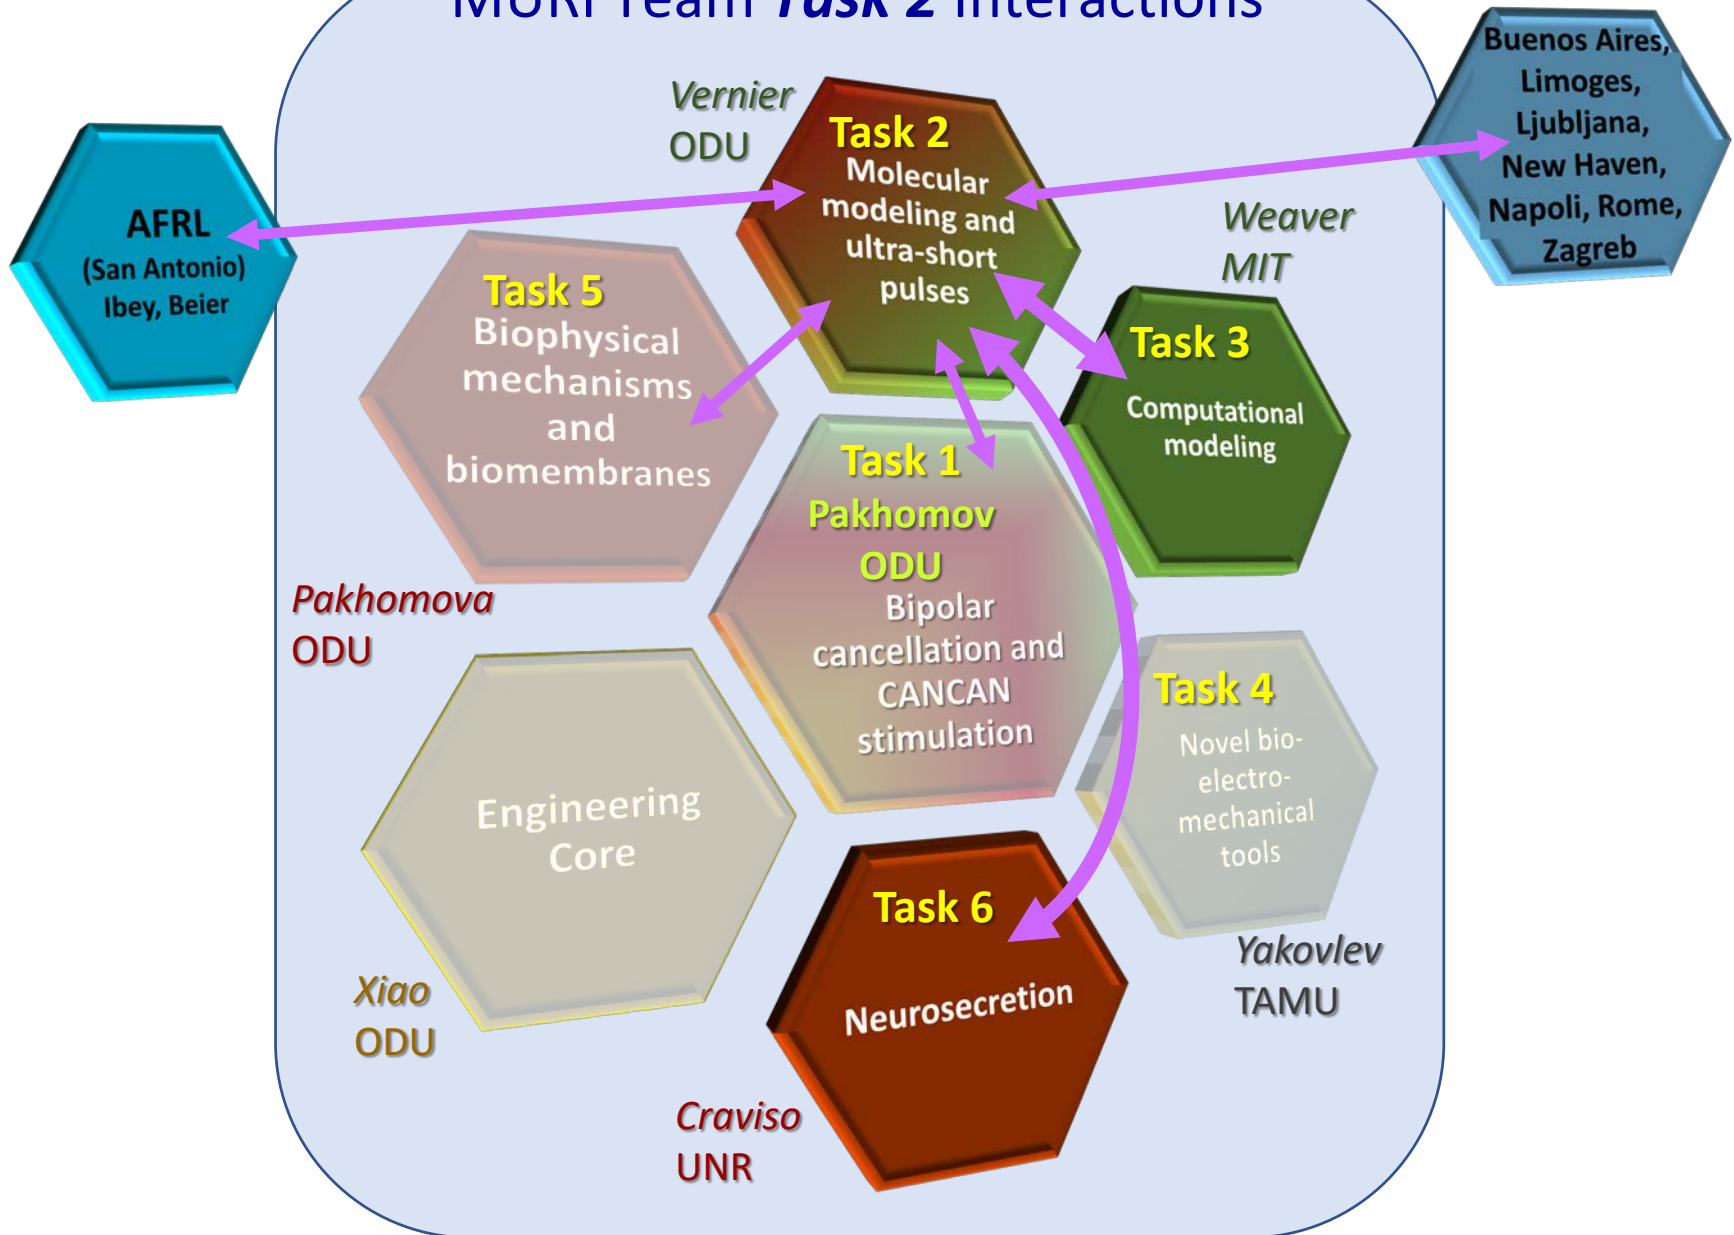 MURI Team Task 2 Interactions
Vernier
ODU
Task 2
Molecular
modeling and
ultra-short
pulses
Buenos Aires,
Limoges,
Ljubljana,
New Haven,
Napoli, Rome,
Zagreb
AFRL
(San Antonio)
Ibey, Beier
Weaver
MIT
Task 5
Biophysical
mechanisms
and
biomembranes
Task 3
Computational
modeling
Task 1
Pakhomov
ODU
Bipolar
cancellation and
CANCAN
stimulation
Pakhomova
ODU
Task 4
Novel bio-
electro-
mechanical
tools
Engineering
Core
Task 6
Neurosecretion
Yakovlev
TAMU
Xiao
ODU
Craviso
UNR